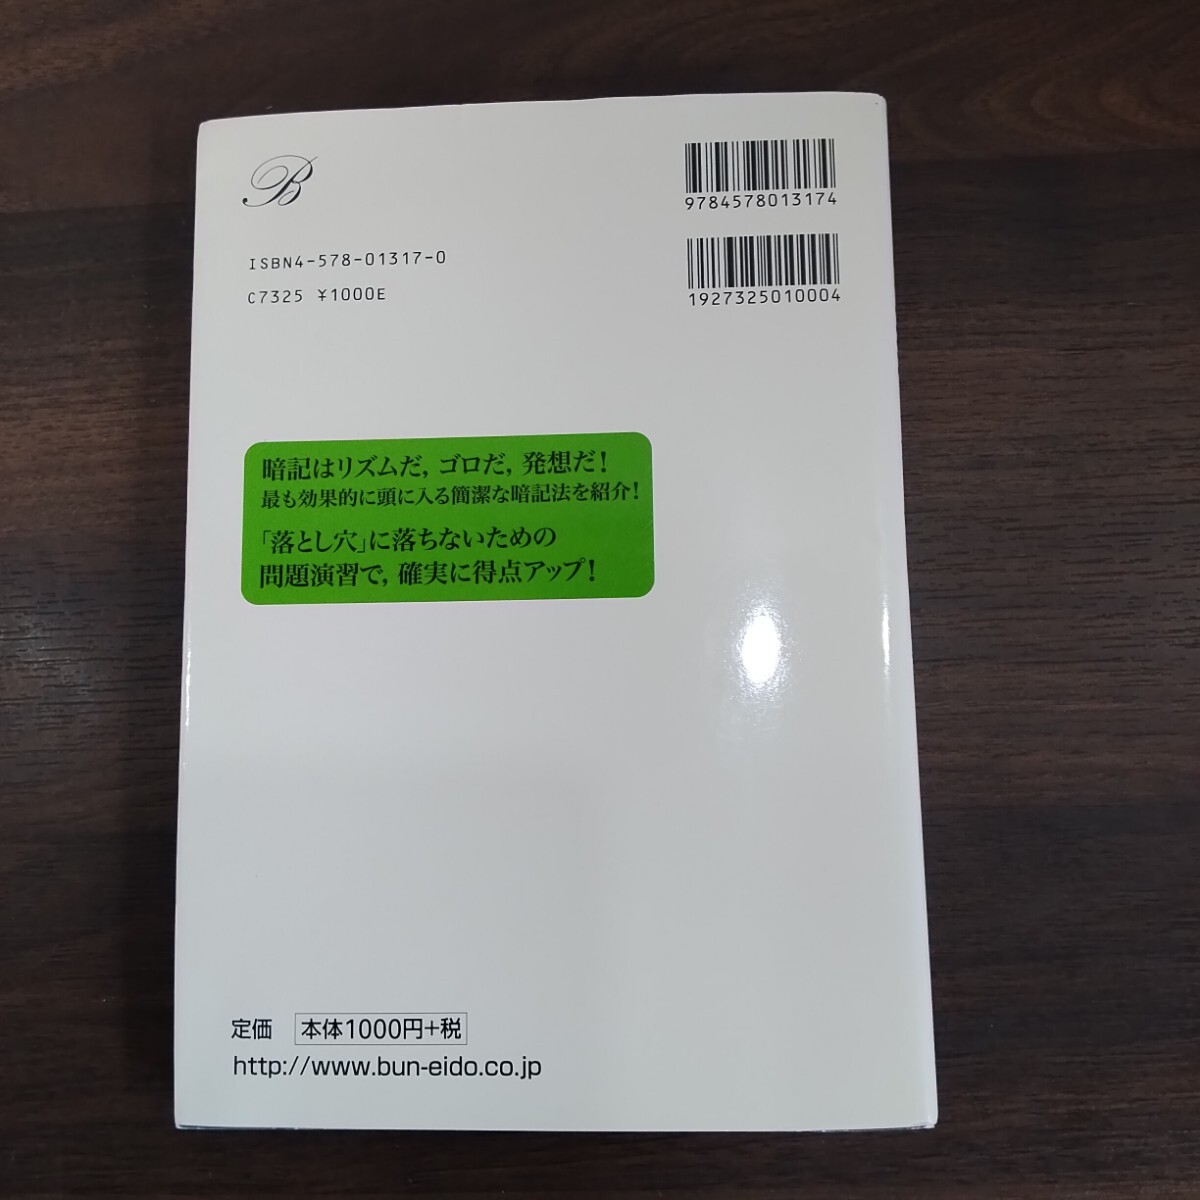 B
9784578013174
ISBN4-578-01317-0
C7325 ¥1000E
1927325010004
暗記はリズムだ, ゴロだ, 発想だ!
最も効果的に頭に入る簡潔な暗記法を紹介!
「落とし穴」に落ちないための
問題演習で, 確実に得点アップ!
定価 本体1000円+税
http://www.bun-eido.co.jp